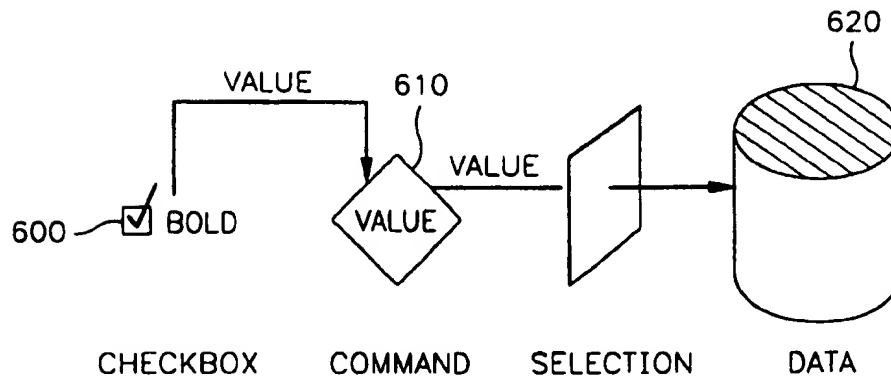 620
VALUE
610
VALUE
VALUE
600
BOLD
CHECKBOX COMMAND SELECTION DATA